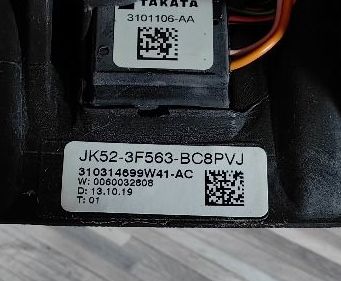 TAKATA
3101106-AA
JK52-3F563-BC8PVJ
310314699W41-AC
W: 0060032808
D: 13.10.19
T: 01